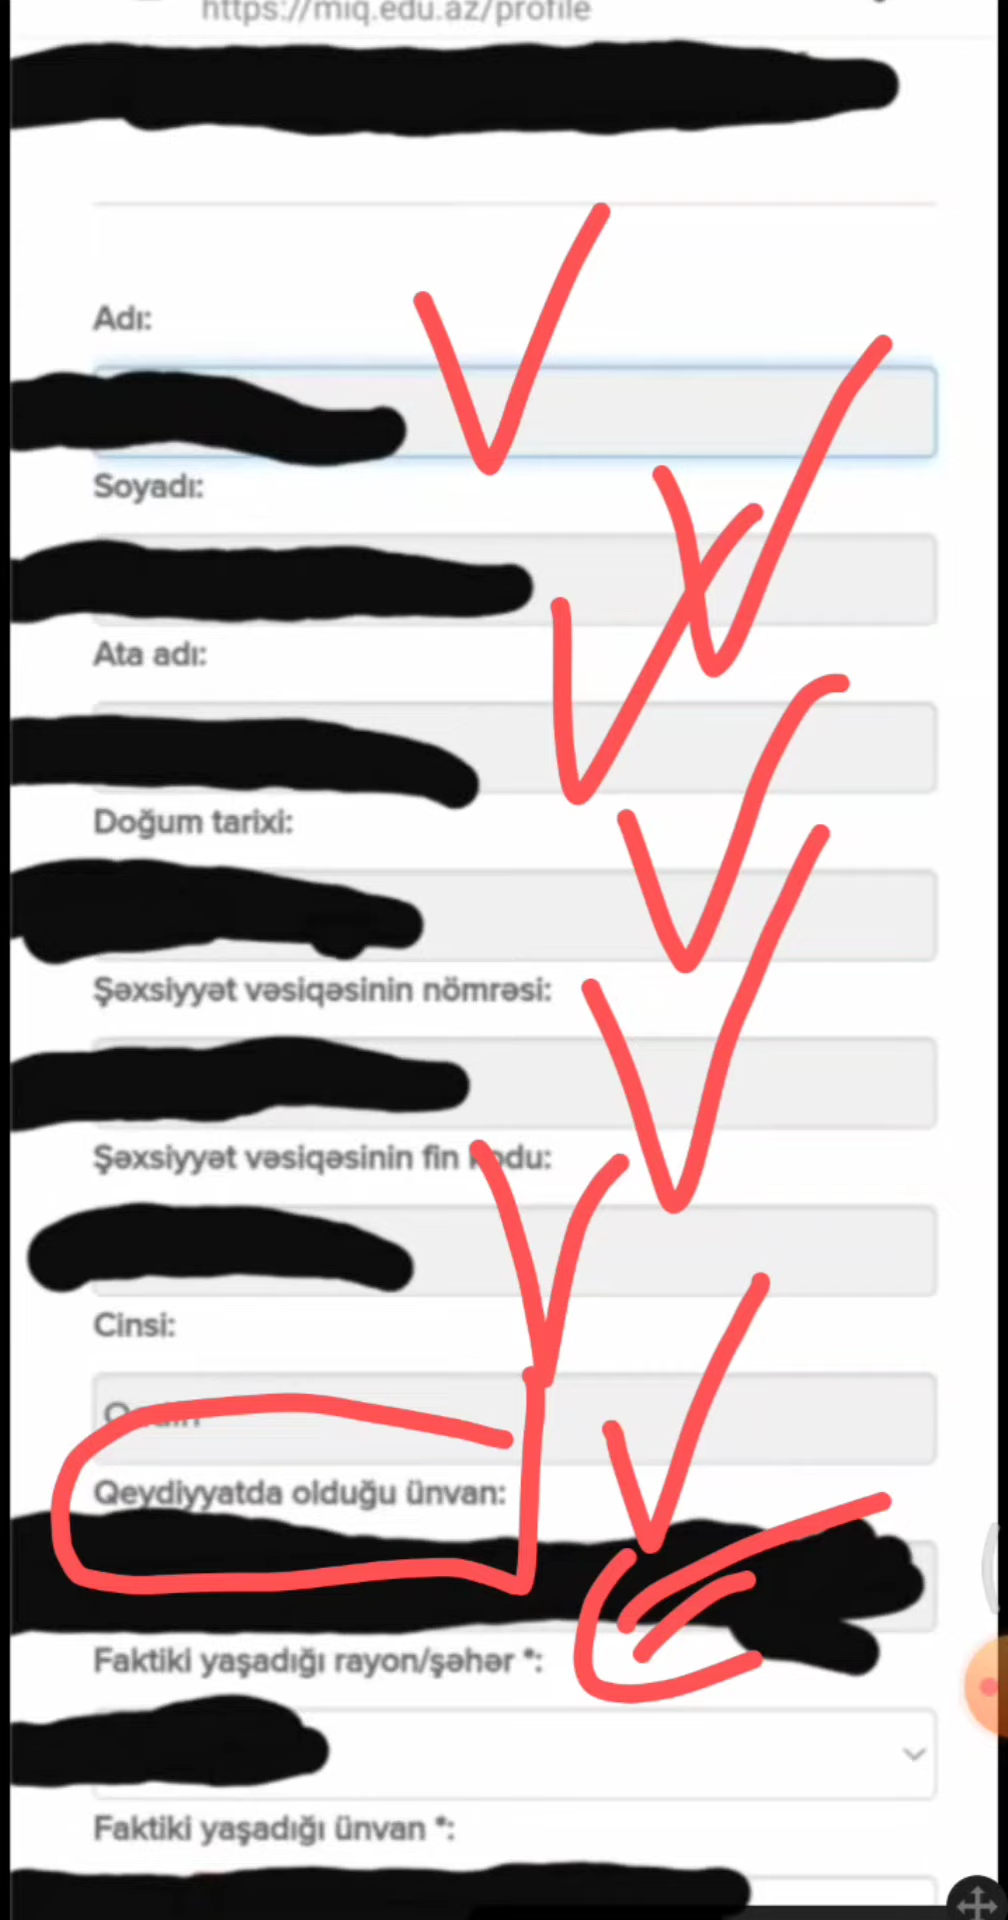 https://miq.edu.az/profile
Adı:
Soyadı:
Ata adı:
Doğum tarixi:
Şəxsiyyət vəsiqəsinin nömrəsi:
Şəxsiyyət vəsiqəsinin fin kodu:
Cinsi:
Qeydiyyatda olduğu ünvan:
Faktiki yaşadığı rayon/şəhər *:
Faktiki yaşadığı ünvan *: